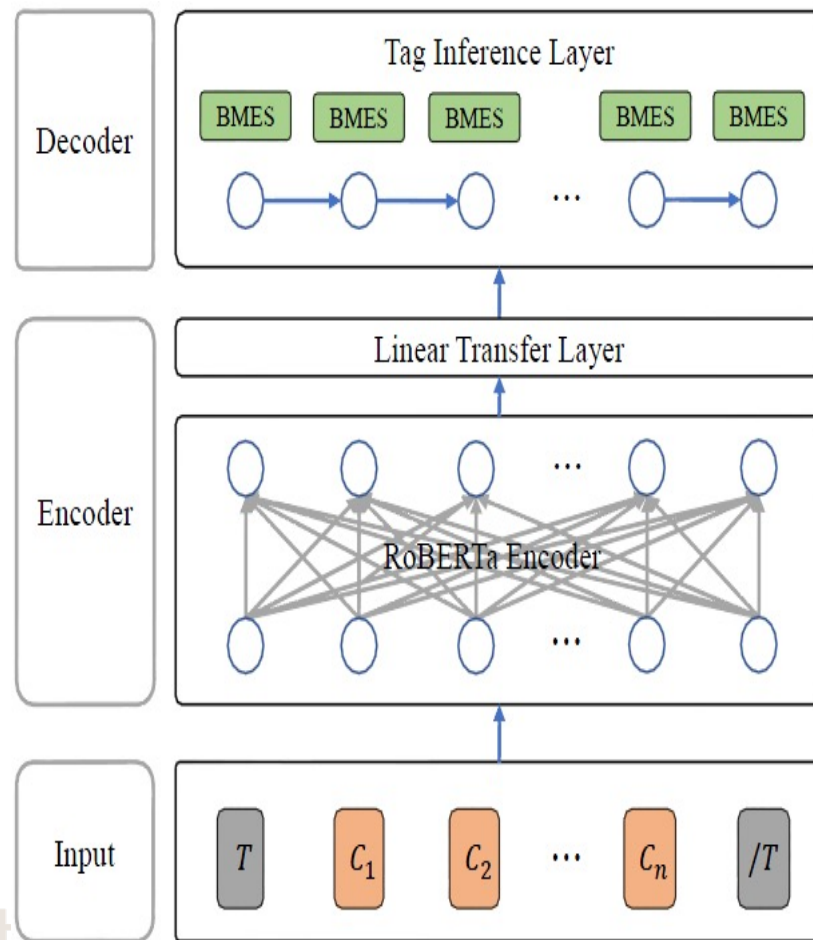 Decoder
Tag Inference Layer
BMES BMES BMES ... BMES BMES
...
Encoder
Linear Transfer Layer
...
RoBERTa Encoder
...
Input
T C₁ C₂ ... Cₙ /T